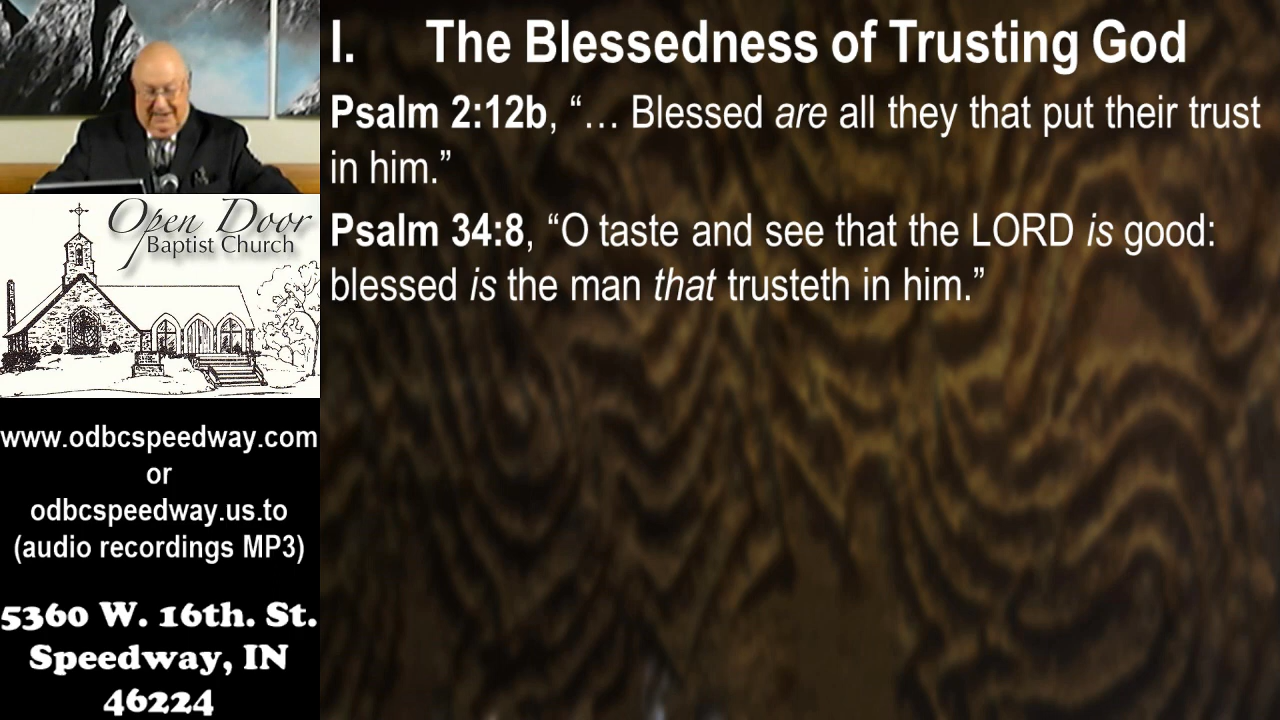 I. The Blessedness of Trusting God
Psalm 2:12b, “… Blessed are all they that put their trust
in him.”
Psalm 34:8, “O taste and see that the LORD is good:
blessed is the man that trusteth in him.”
Open Door
Baptist Church
www.odbcspeedway.com
or
odbcspeedway.us.to
(audio recordings MP3)
5360 W. 16th. St.
Speedway, IN
46224